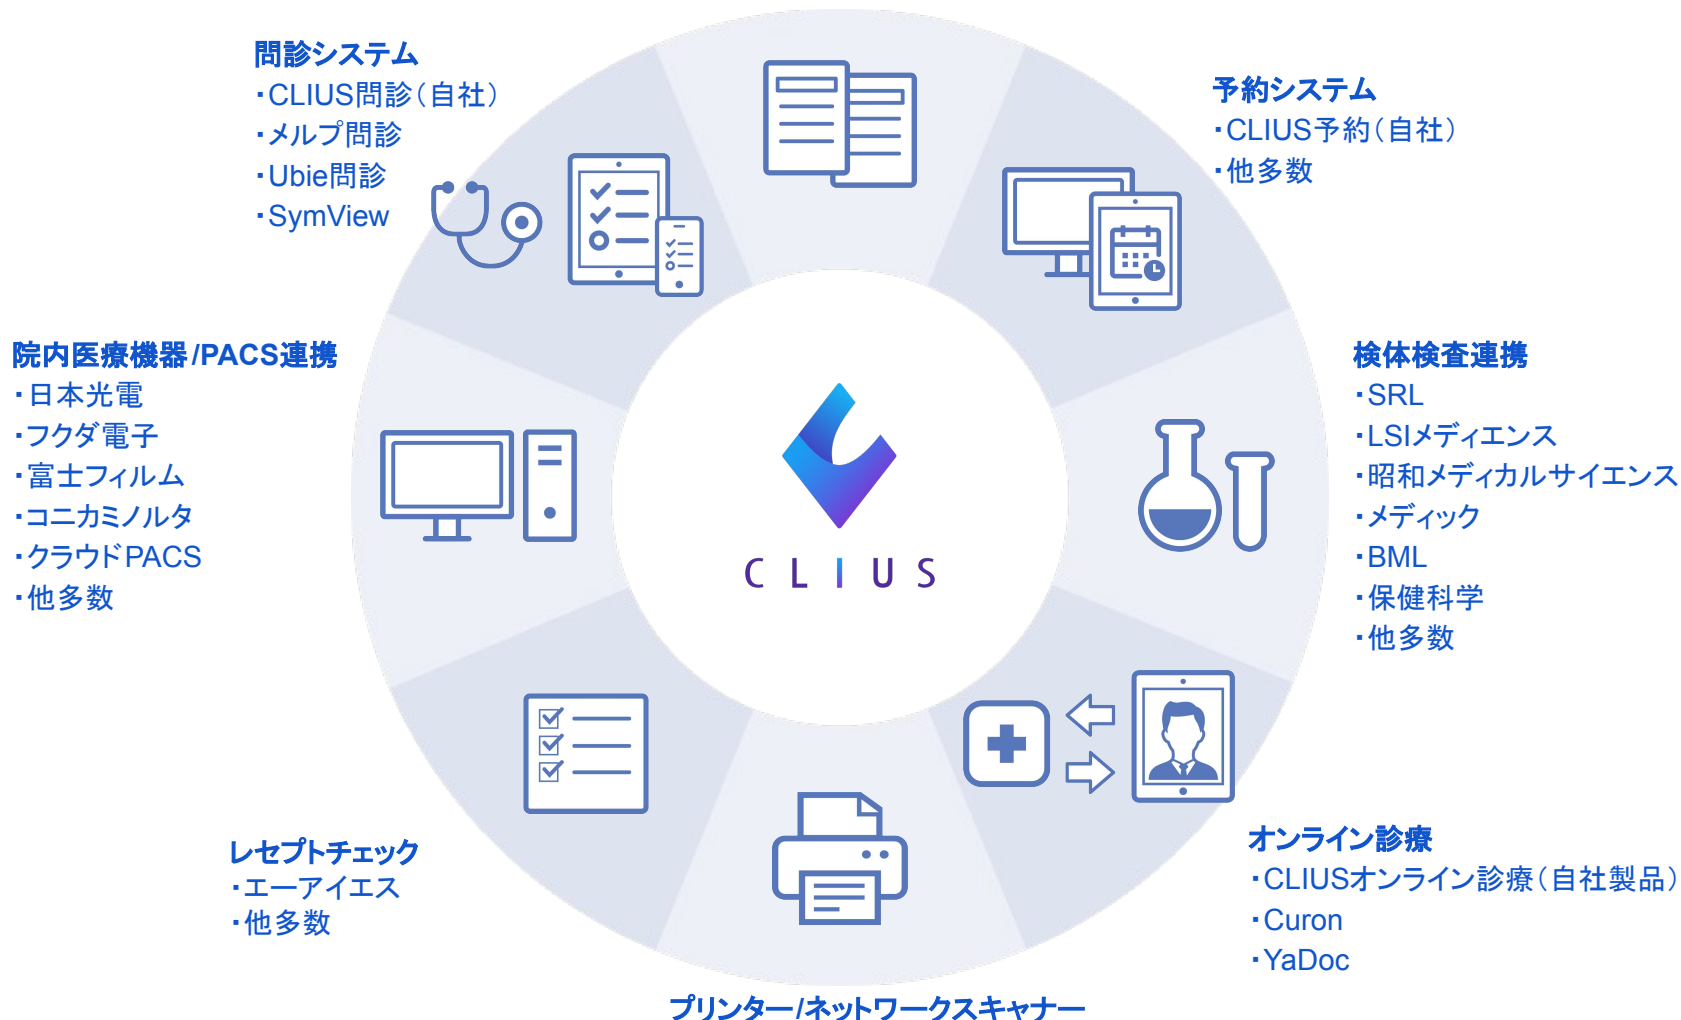 問診システム
・CLIUS問診（自社）
・メルプ問診
・Ubie問診
・SymView
予約システム
・CLIUS予約（自社）
・他多数
院内医療機器/PACS連携
・日本光電
・フクダ電子
・富士フィルム
・コニカミノルタ
・クラウドPACS
・他多数
CLIUS
検体検査連携
・SRL
・LSIメディエンス
・昭和メディカルサイエンス
・メディック
・BML
・保健科学
・他多数
レセプトチェック
・エーアイエス
・他多数
オンライン診療
・CLIUSオンライン診療（自社製品）
・Curon
・YaDoc
プリンター/ネットワークスキャナー